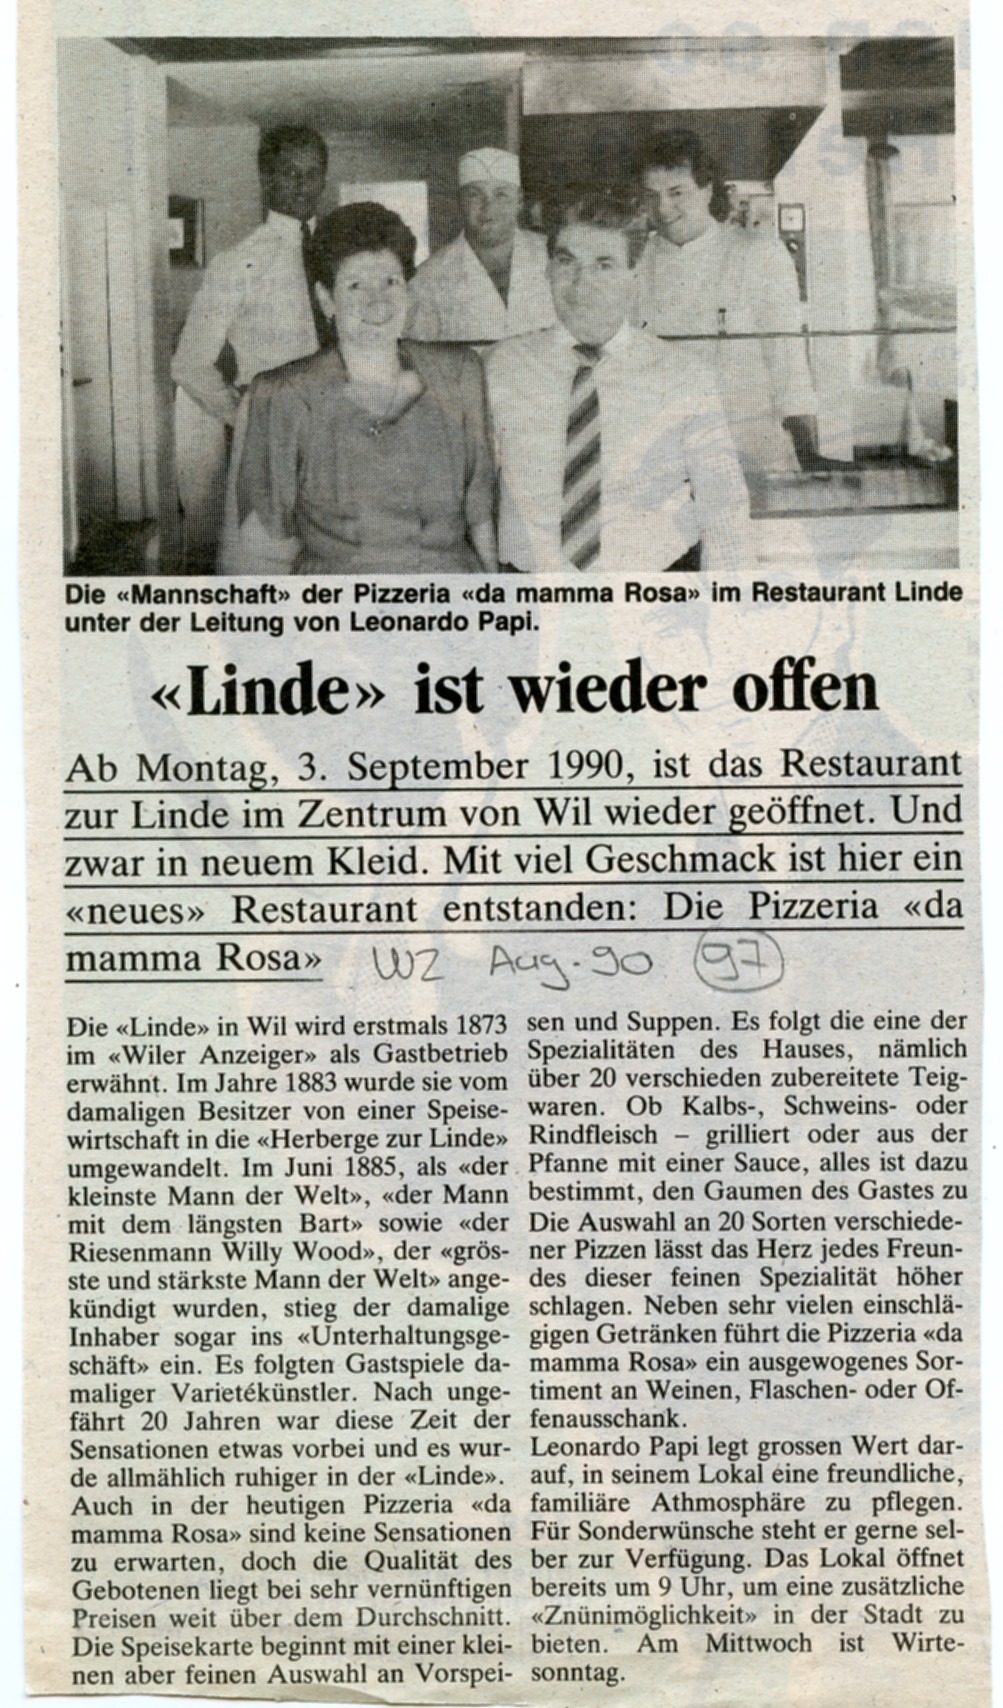 Die «Mannschaft» der Pizzeria «da mamma Rosa» im Restaurant Linde
unter der Leitung von Leonardo Papi.
«Linde» ist wieder offen
Ab Montag, 3. September 1990, ist das Restaurant
zur Linde im Zentrum von Wil wieder geöffnet. Und
zwar in neuem Kleid. Mit viel Geschmack ist hier ein
«neues» Restaurant entstanden: Die Pizzeria «da
mamma Rosa» WZ Aug. 90 97
Die «Linde» in Wil wird erstmals 1873
im «Wiler Anzeiger» als Gastbetrieb
erwähnt. Im Jahre 1883 wurde sie vom
damaligen Besitzer von einer Speise-
wirtschaft in die «Herberge zur Linde»
umgewandelt. Im Juni 1885, als «der
kleinste Mann der Welt», «der Mann
mit dem längsten Bart» sowie «der
Riesenmann Willy Wood», der «grös-
ste und stärkste Mann der Welt» ange-
kündigt wurden, stieg der damalige
Inhaber sogar ins «Unterhaltungsge-
schäft» ein. Es folgten Gastspiele da-
maliger Varietékünstler. Nach unge-
fährt 20 Jahren war diese Zeit der
Sensationen etwas vorbei und es wur-
de allmählich ruhiger in der «Linde».
Auch in der heutigen Pizzeria «da
mamma Rosa» sind keine Sensationen
zu erwarten, doch die Qualität des
Gebotenen liegt bei sehr vernünftigen
Preisen weit über dem Durchschnitt.
Die Speisekarte beginnt mit einer klei-
nen aber feinen Auswahl an Vorspei-
sen und Suppen. Es folgt die eine der
Spezialitäten des Hauses, nämlich
über 20 verschieden zubereitete Teig-
waren. Ob Kalbs-, Schweins- oder
Rindfleisch – grilliert oder aus der
Pfanne mit einer Sauce, alles ist dazu
bestimmt, den Gaumen des Gastes zu
Die Auswahl an 20 Sorten verschiede-
ner Pizzen lässt das Herz jedes Freun-
des dieser feinen Spezialität höher
schlagen. Neben sehr vielen einschlä-
gigen Getränken führt die Pizzeria «da
mamma Rosa» ein ausgewogenes Sor-
timent an Weinen, Flaschen- oder Of-
fenausschank.
Leonardo Papi legt grossen Wert dar-
auf, in seinem Lokal eine freundliche,
familiäre Athmosphäre zu pflegen.
Für Sonderwünsche steht er gerne sel-
ber zur Verfügung. Das Lokal öffnet
bereits um 9 Uhr, um eine zusätzliche
«Znünimöglichkeit» in der Stadt zu
bieten. Am Mittwoch ist Wirte-
sonntag.